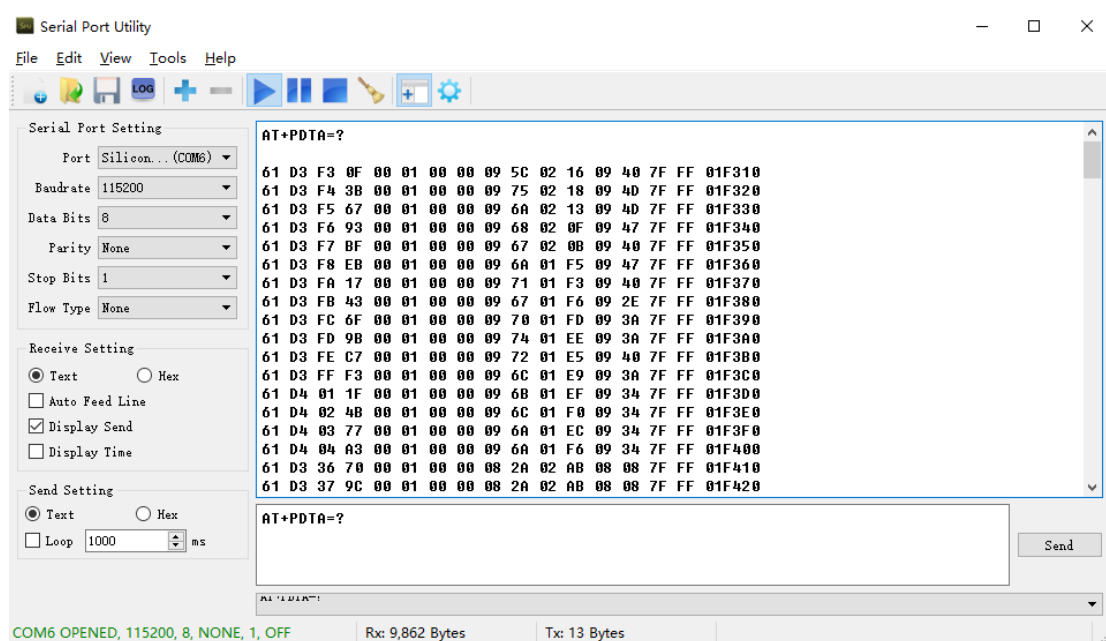 Serial Port Utility
File Edit View Tools Help
LOG
Serial Port Setting
Port Silicon...(COM6)
Baudrate 115200
Data Bits 8
Parity None
Stop Bits 1
Flow Type None
Receive Setting
Text Hex
Auto Feed Line
Display Send
Display Time
Send Setting
Text Hex
Loop 1000 ms
AT+PDTA=?
61 D3 F3 0F 00 01 00 00 09 5C 02 16 09 40 7F FF 01F310
61 D3 F4 3B 00 01 00 00 09 75 02 18 09 4D 7F FF 01F320
61 D3 F5 67 00 01 00 00 09 6A 02 13 09 4D 7F FF 01F330
61 D3 F6 93 00 01 00 00 09 68 02 0F 09 47 7F FF 01F340
61 D3 F7 BF 00 01 00 00 09 67 02 0B 09 40 7F FF 01F350
61 D3 F8 EB 00 01 00 00 09 6A 01 F5 09 47 7F FF 01F360
61 D3 FA 17 00 01 00 00 09 71 01 F3 09 40 7F FF 01F370
61 D3 FB 43 00 01 00 00 09 67 01 F6 09 2E 7F FF 01F380
61 D3 FC 6F 00 01 00 00 09 70 01 FD 09 3A 7F FF 01F390
61 D3 FD 9B 00 01 00 00 09 74 01 EE 09 3A 7F FF 01F3A0
61 D3 FE C7 00 01 00 00 09 72 01 E5 09 40 7F FF 01F3B0
61 D3 FF F3 00 01 00 00 09 6C 01 E9 09 3A 7F FF 01F3C0
61 D4 01 1F 00 01 00 00 09 6B 01 EF 09 34 7F FF 01F3D0
61 D4 02 4B 00 01 00 00 09 6C 01 F0 09 34 7F FF 01F3E0
61 D4 03 77 00 01 00 00 09 6A 01 EC 09 34 7F FF 01F3F0
61 D4 04 A3 00 01 00 00 09 6A 01 F6 09 34 7F FF 01F400
61 D3 36 70 00 01 00 00 08 2A 02 AB 08 08 7F FF 01F410
61 D3 37 9C 00 01 00 00 08 2A 02 AB 08 08 7F FF 01F420
AT+PDTA=?
Send
AT+PDTA=?
COM6 OPENED, 115200, 8, NONE, 1, OFF Rx: 9,862 Bytes Tx: 13 Bytes